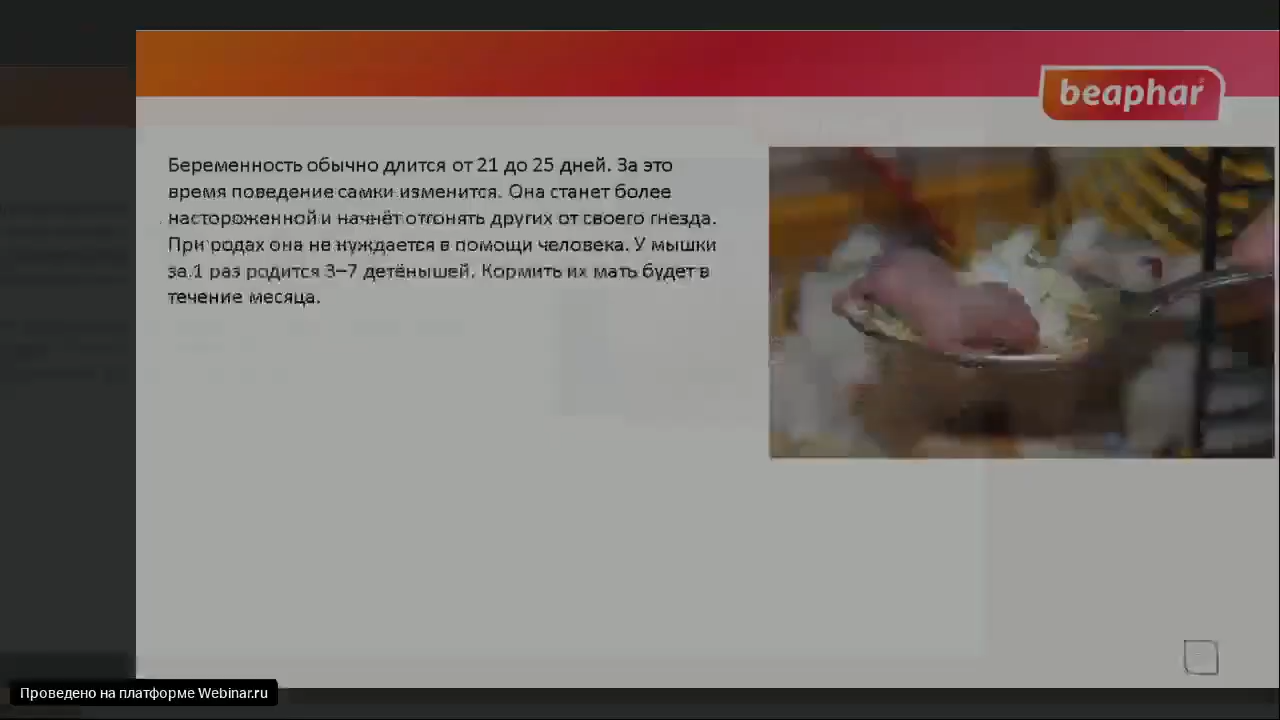 beaphar
Беременность обычно длится от 21 до 25 дней. За это
время поведение самки изменится. Она станет более
настороженной и начнёт отгонять других от своего гнезда.
При родах она не нуждается в помощи человека. У мышки
за 1 раз родится 3–7 детёнышей. Кормить их мать будет в
течение месяца.
Проведено на платформе Webinar.ru